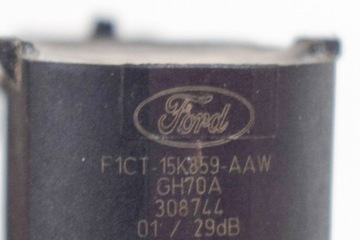 Ford
F1CT-15K859-AAW
GH70A
308744
01 / 29dB